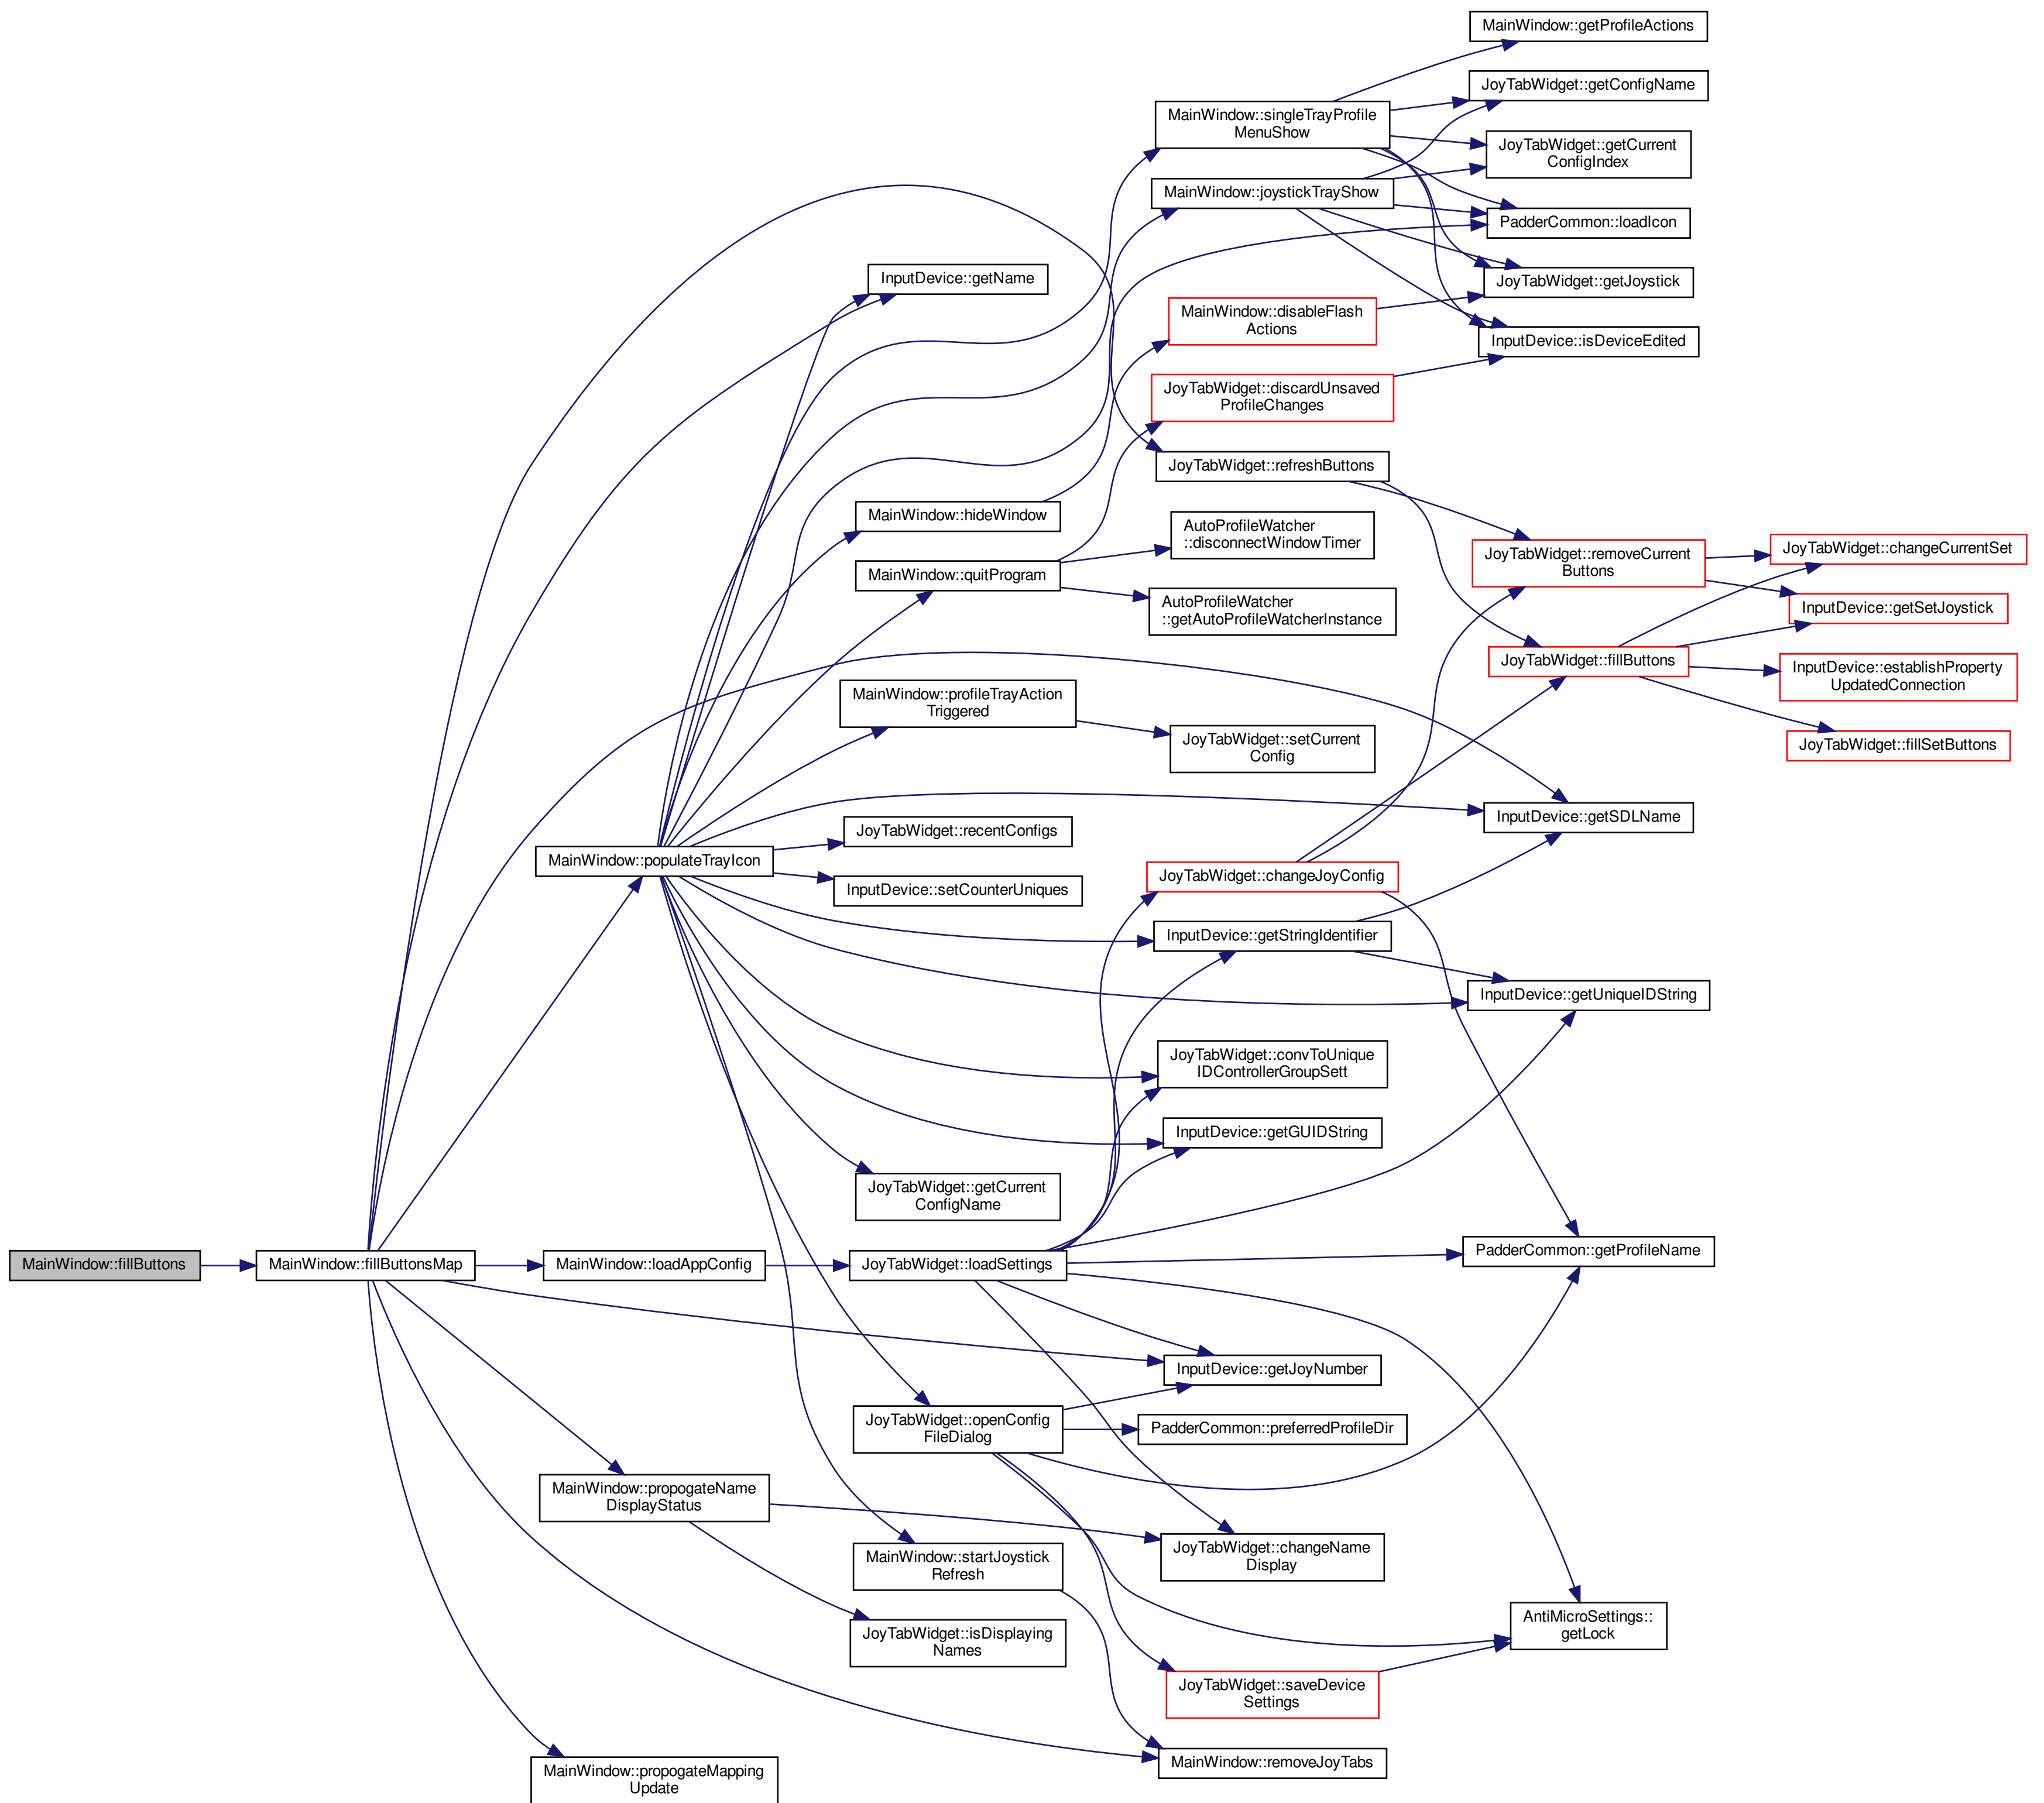 MainWindow::fillButtons
MainWindow::fillButtonsMap
InputDevice::getName
MainWindow::populateTrayIcon
MainWindow::loadAppConfig
MainWindow::propogateName
DisplayStatus
MainWindow::propogateMapping
Update
MainWindow::hideWindow
MainWindow::quitProgram
MainWindow::profileTrayAction
Triggered
JoyTabWidget::recentConfigs
InputDevice::setCounterUniques
JoyTabWidget::getCurrent
ConfigName
JoyTabWidget::loadSettings
JoyTabWidget::openConfig
FileDialog
MainWindow::startJoystick
Refresh
JoyTabWidget::isDisplaying
Names
MainWindow::singleTrayProfile
MenuShow
MainWindow::joystickTrayShow
MainWindow::disableFlash
Actions
JoyTabWidget::discardUnsaved
ProfileChanges
JoyTabWidget::refreshButtons
AutoProfileWatcher
::disconnectWindowTimer
AutoProfileWatcher
::getAutoProfileWatcherInstance
JoyTabWidget::setCurrent
Config
JoyTabWidget::changeJoyConfig
InputDevice::getStringIdentifier
JoyTabWidget::convToUnique
IDControllerGroupSett
InputDevice::getGUIDString
InputDevice::getJoyNumber
PadderCommon::preferredProfileDir
JoyTabWidget::changeName
Display
JoyTabWidget::saveDevice
Settings
MainWindow::removeJoyTabs
MainWindow::getProfileActions
JoyTabWidget::getConfigName
JoyTabWidget::getCurrent
ConfigIndex
PadderCommon::loadIcon
JoyTabWidget::getJoystick
InputDevice::isDeviceEdited
JoyTabWidget::removeCurrent
Buttons
JoyTabWidget::fillButtons
InputDevice::getSDLName
InputDevice::getUniqueIDString
PadderCommon::getProfileName
AntiMicroSettings::
getLock
JoyTabWidget::changeCurrentSet
InputDevice::getSetJoystick
InputDevice::establishProperty
UpdatedConnection
JoyTabWidget::fillSetButtons